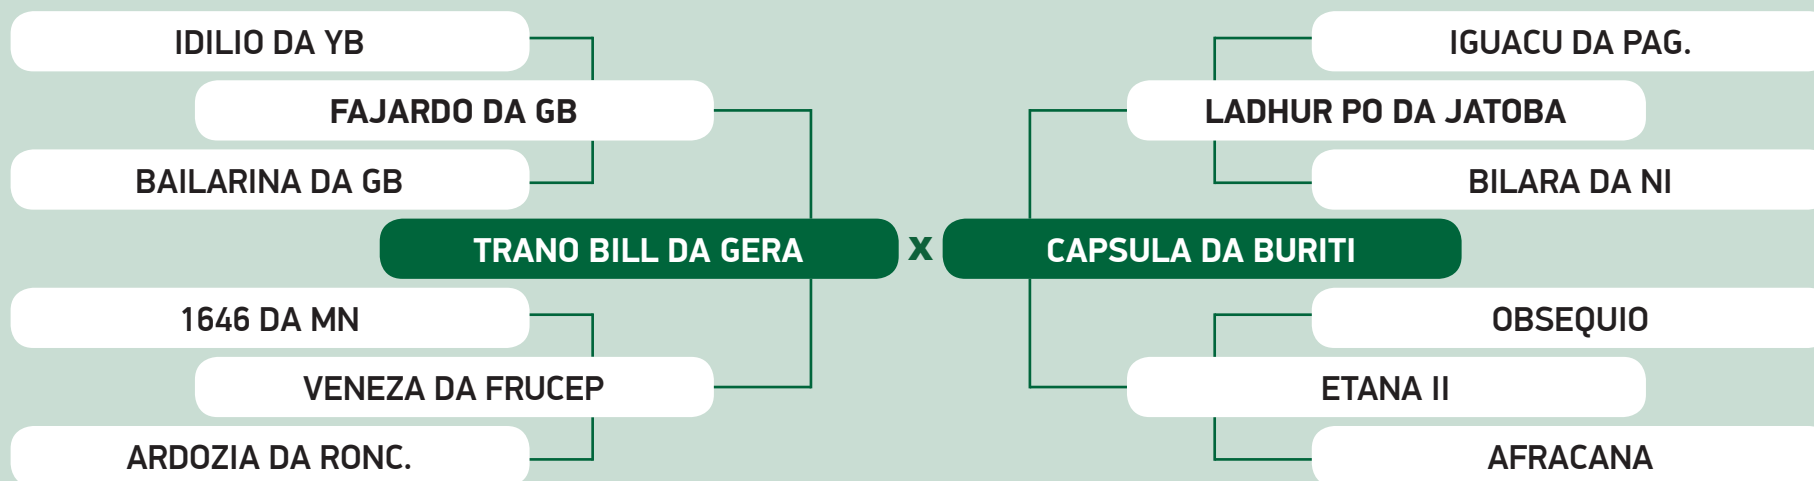 IDILIO DA YB
IGUACU DA PAG.
FAJARDO DA GB
LADHUR PO DA JATOBA
BAILARINA DA GB
BILARA DA NI
TRANO BILL DA GERA
X
CAPSULA DA BURITI
1646 DA MN
OBSEQUIO
VENEZA DA FRUCEP
ETANA II
ARDOZIA DA RONC.
AFRACANA